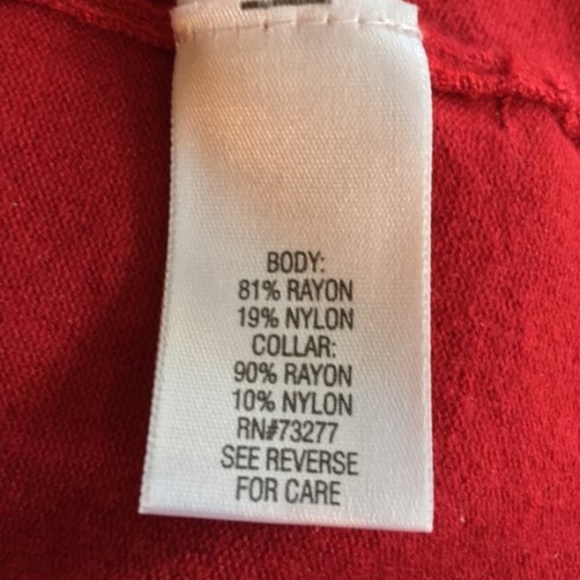 BODY:
81% RAYON
19% NYLON
COLLAR:
90% RAYON
10% NYLON
RN#73277
SEE REVERSE
FOR CARE